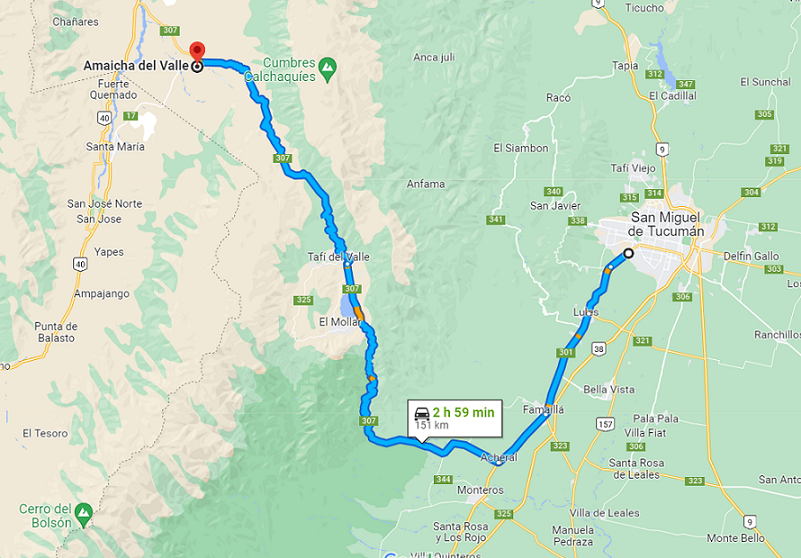 Chañares
307
Ticucho
9
Anca juli
Amaicha del Valle
Cumbres
Calchaquíes
Tapia
312
347
El Cadillal
El Sunchal
Fuerte
Quemado
40
17
Racó
305
Santa María
9
El Siambon
321
319
307
Tafí Viejo
Anfama
340
315
314
304
San José Norte
San Jose
San Javier
338
341
San Miguel
de Tucumán
312
Yapes
40
Tafí del Valle
Delfin Gallo
303
Ampajango
307
325
306
Punta de
Balasto
El Mollar
Lules
321
Ranchillos
301
38
Bella Vista
2 h 59 min
151 km
Famaillá
157
Pala Pala
307
Villa Fiat
El Tesoro
323
Acheral
Santa Rosa
de Leales
344
Monteros
San Anto
Cerro del
Bolsón
325
Villa de Leales
9
Santa Rosa
y Los Rojo
Manuela
Pedraza
Monte Bello
Villa Quinteros
323